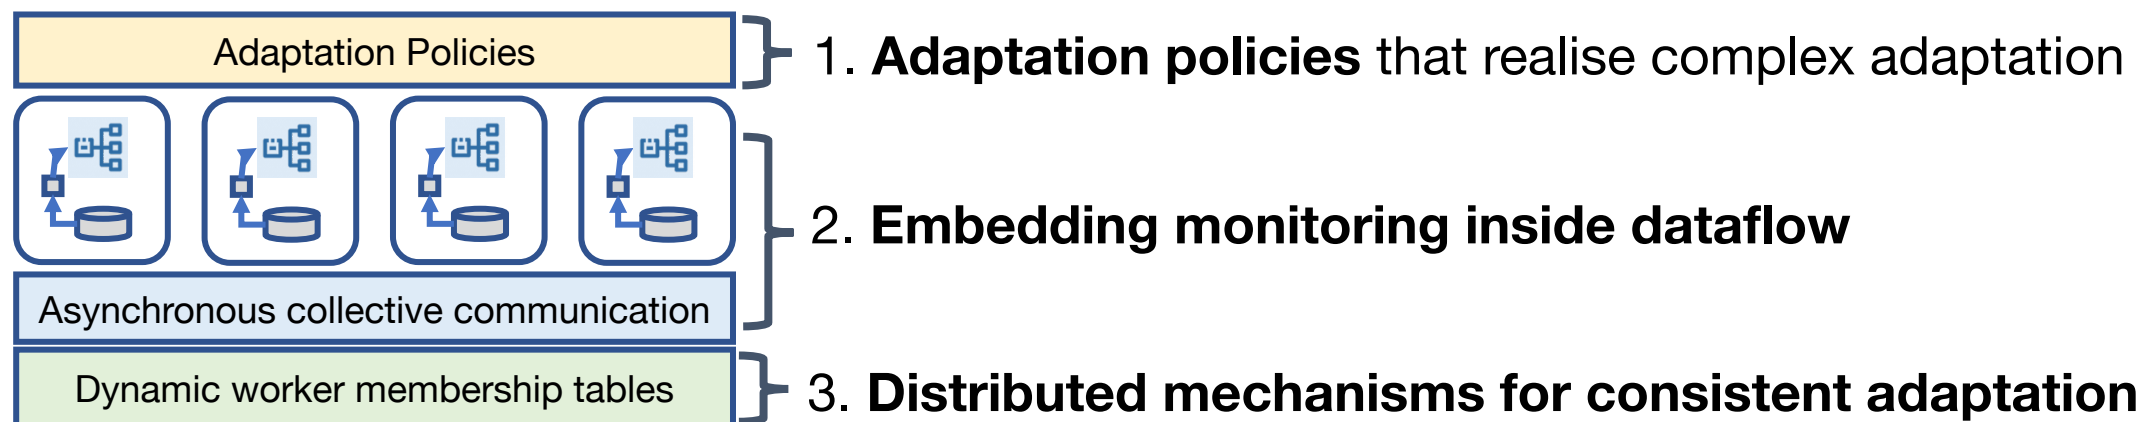 Adaptation Policies
1. Adaptation policies that realise complex adaptation
2. Embedding monitoring inside dataflow
Asynchronous collective communication
Dynamic worker membership tables
3. Distributed mechanisms for consistent adaptation